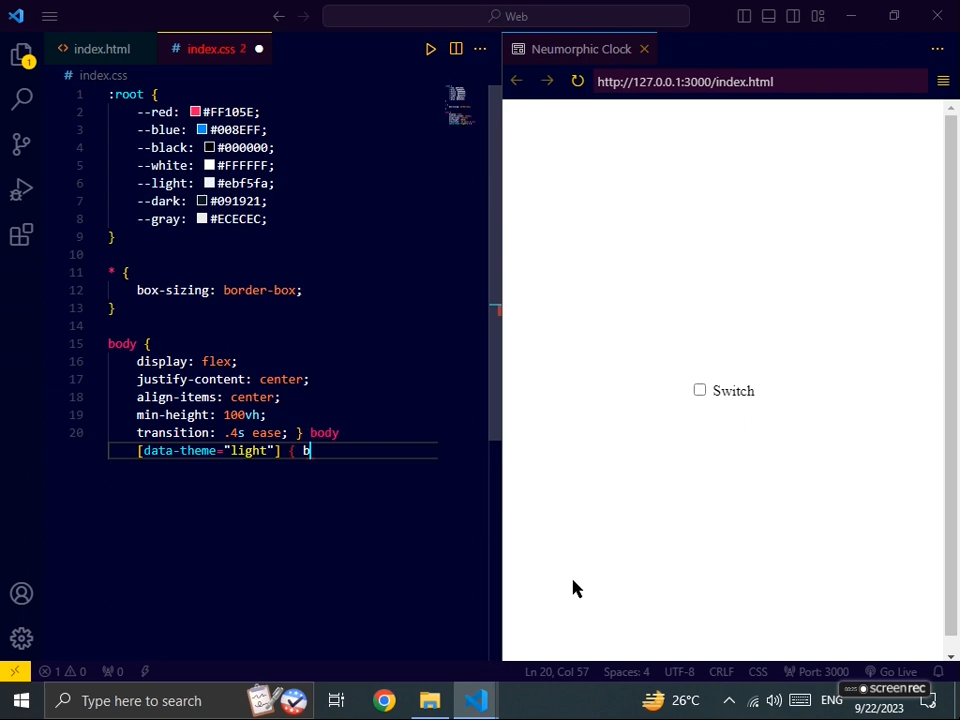 Web
index.html
# index.css 2
Neumorphic Clock
# index.css
http://127.0.0.1:3000/index.html
1 :root {
2 --red: #FF105E;
3 --blue: #008EFF;
4 --black: #000000;
5 --white: #FFFFFF;
6 --light: #ebf5fa;
7 --dark: #091921;
8 --gray: #ECECEC;
9 }
10
11 * {
12 box-sizing: border-box;
13 }
14
15 body {
16 display: flex;
17 justify-content: center;
18 align-items: center;
19 min-height: 100vh;
20 transition: .4s ease; } body
[data-theme="light"] { b
Switch
1
1 0 0 Ln 20, Col 57 Spaces: 4 UTF-8 CRLF CSS Port: 3000 Go Live
Type here to search
26°C
ENG
screenrec
9/22/2023